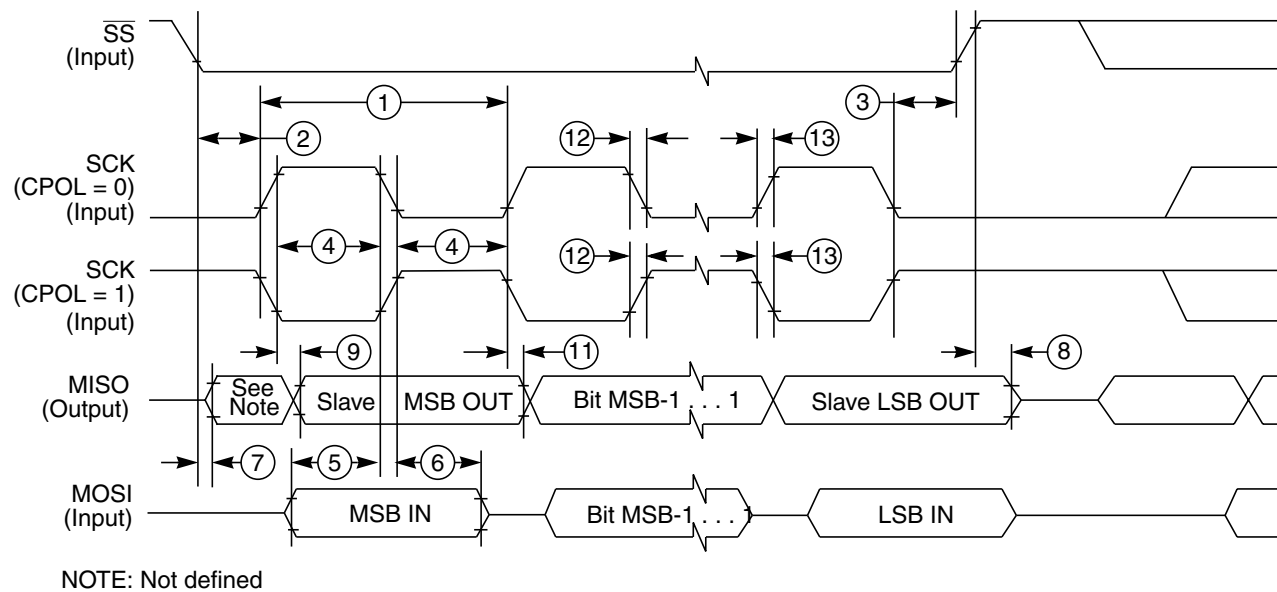 SS
(Input)
1
3
2
12
13
SCK
(CPOL = 0)
(Input)
4
4
12
13
SCK
(CPOL = 1)
(Input)
9
11
8
MISO
(Output)
See
Note
Slave
MSB OUT
Bit MSB-1 . . . 1
Slave LSB OUT
7
5
6
MOSI
(Input)
MSB IN
Bit MSB-1 . . . 1
LSB IN
NOTE: Not defined